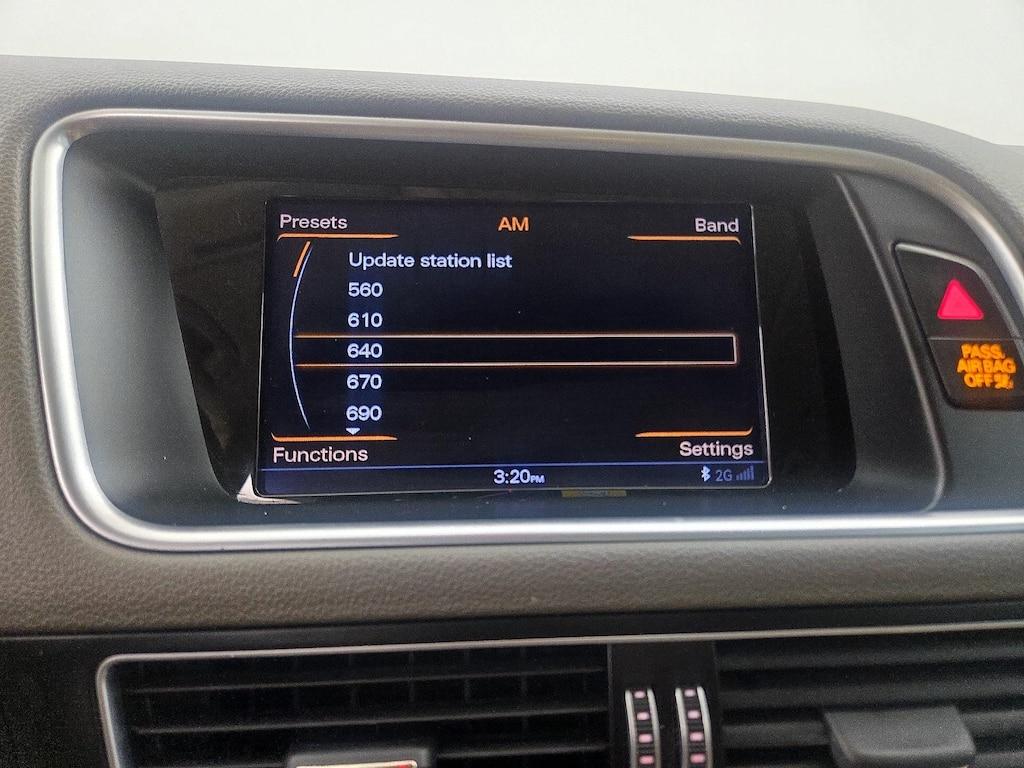 Presets AM Band
Update station list
560
610
640
670
690
Functions Settings
3:20PM 2G
PASS.
AIR BAG
OFF